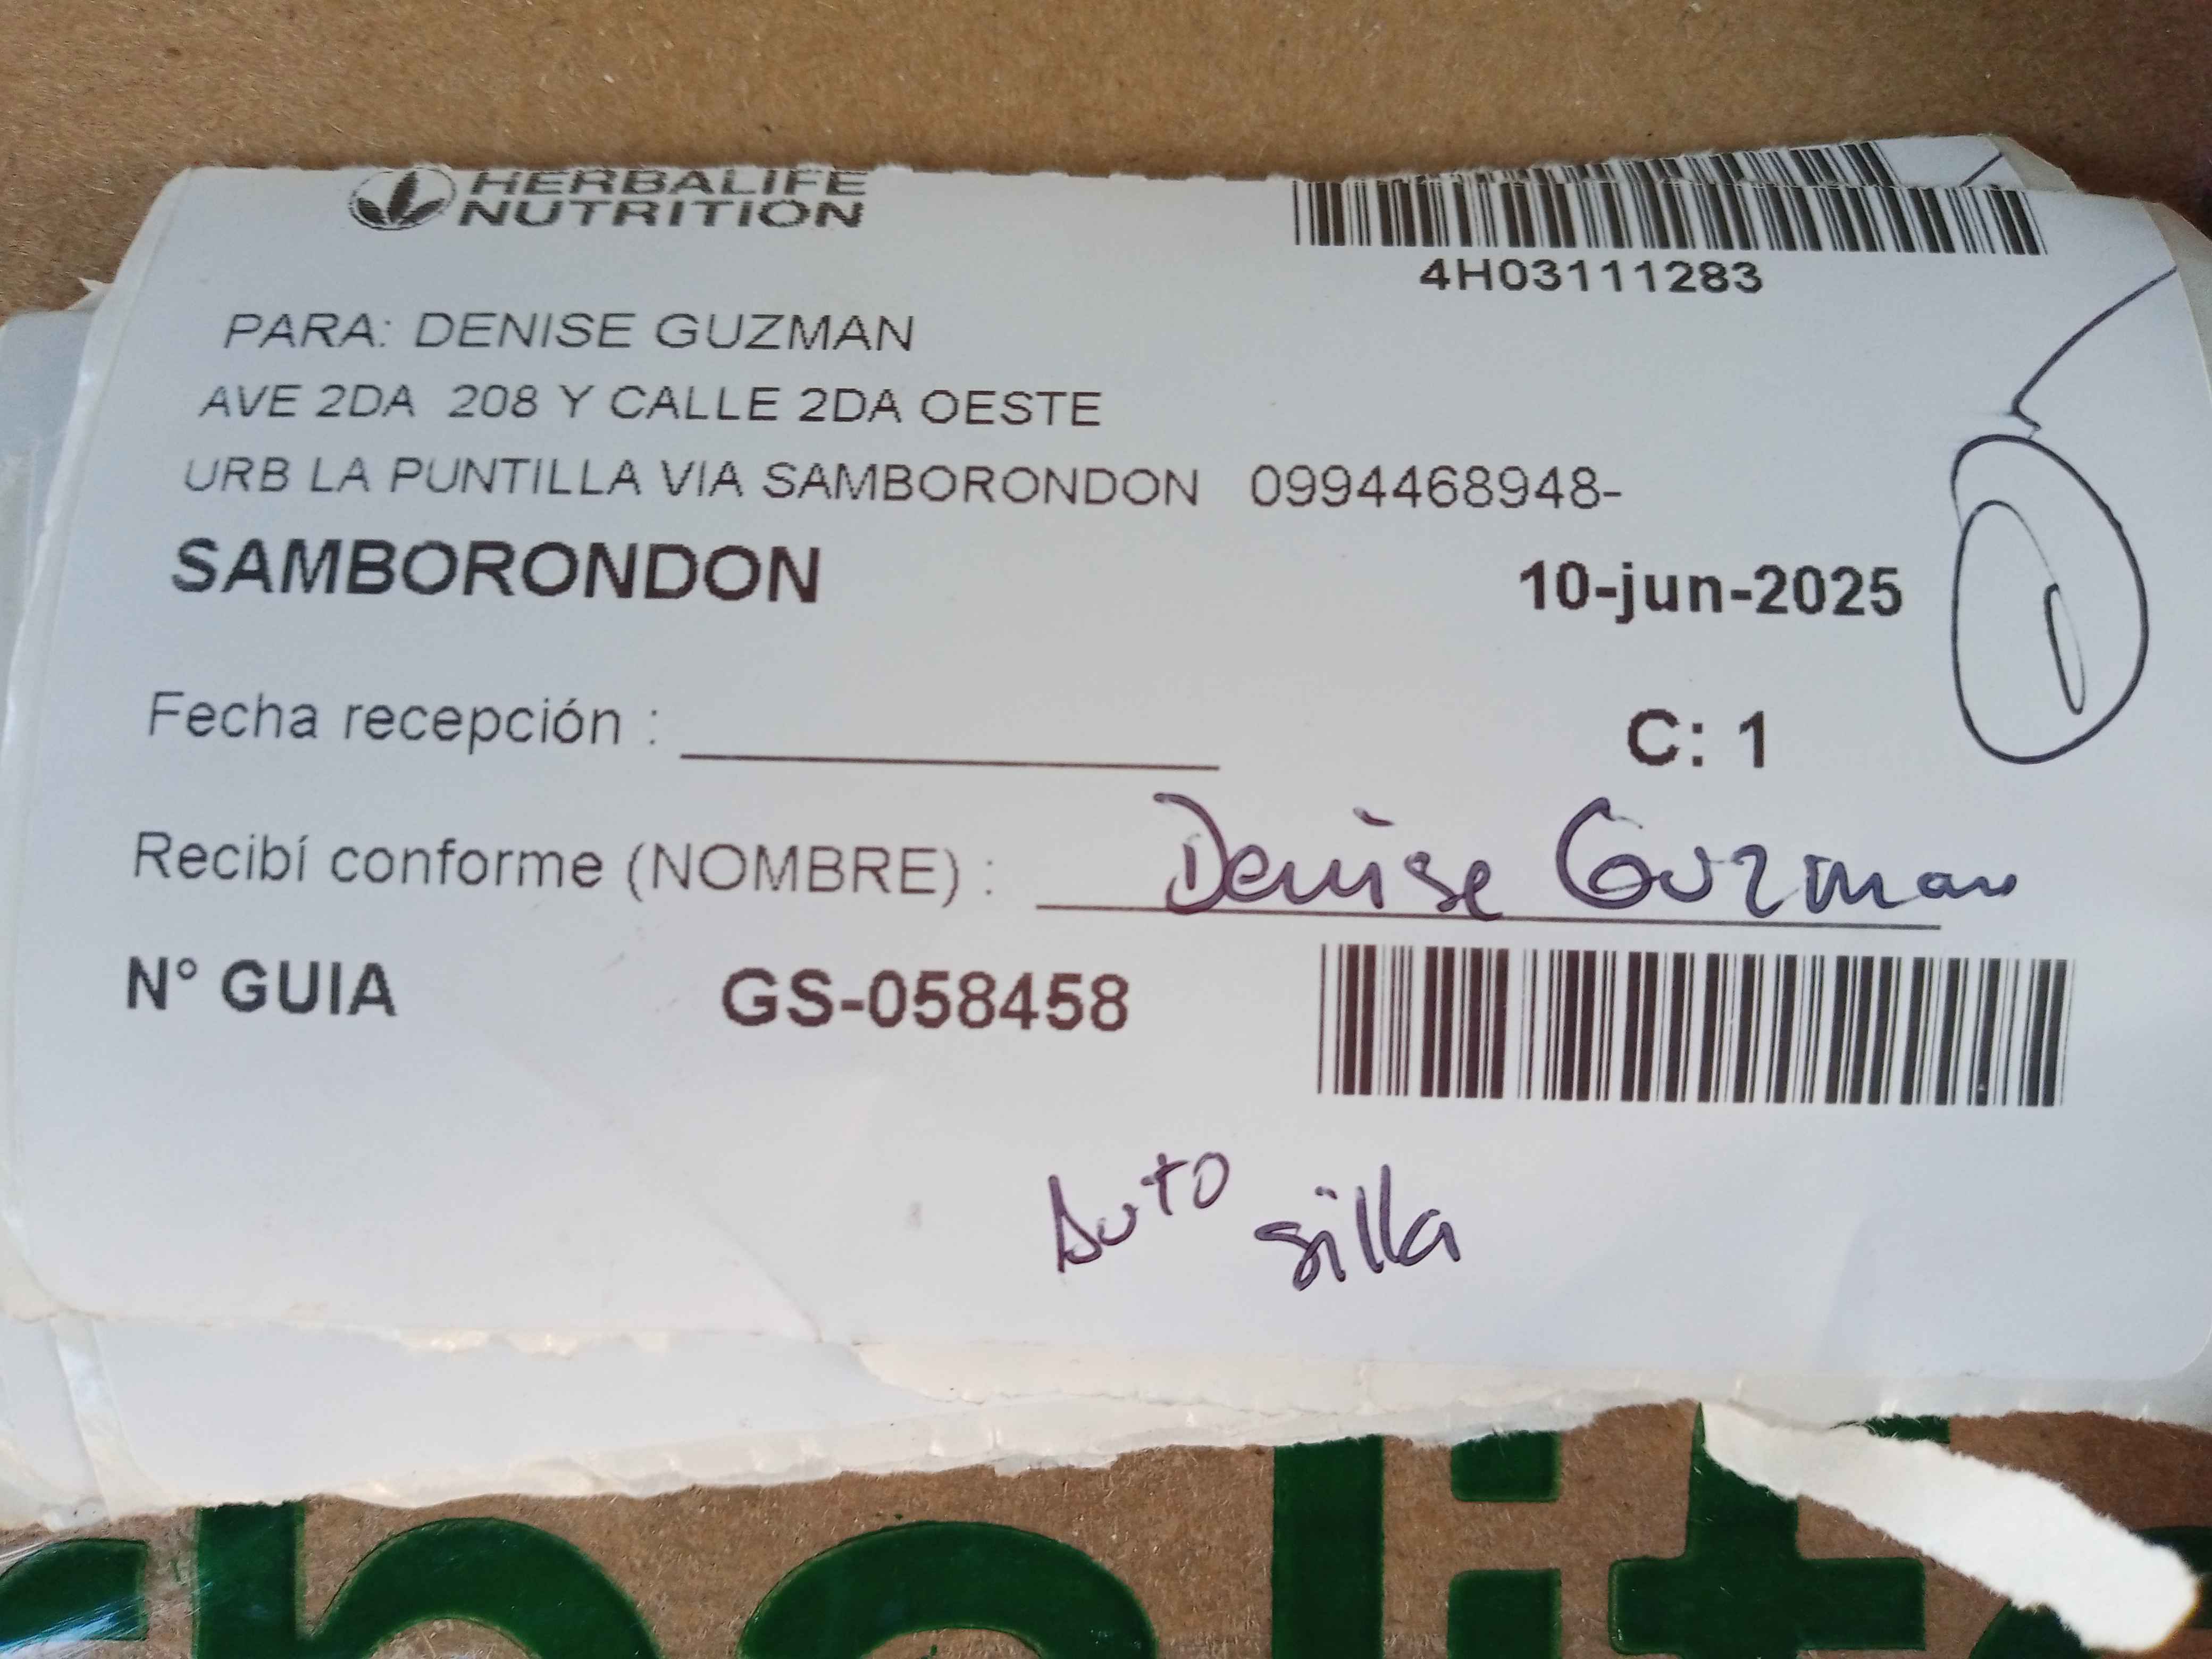 HERBALIFE
NUTRITION
4H03111283
PARA: DENISE GUZMAN
AVE 2DA 208 Y CALLE 2DA OESTE
URB LA PUNTILLA VIA SAMBORONDON 0994468948-
SAMBORONDON
10-jun-2025
Fecha recepción :
C: 1
Recibí conforme (NOMBRE) : Denise Guzman
N° GUIA GS-058458
Auto
silla